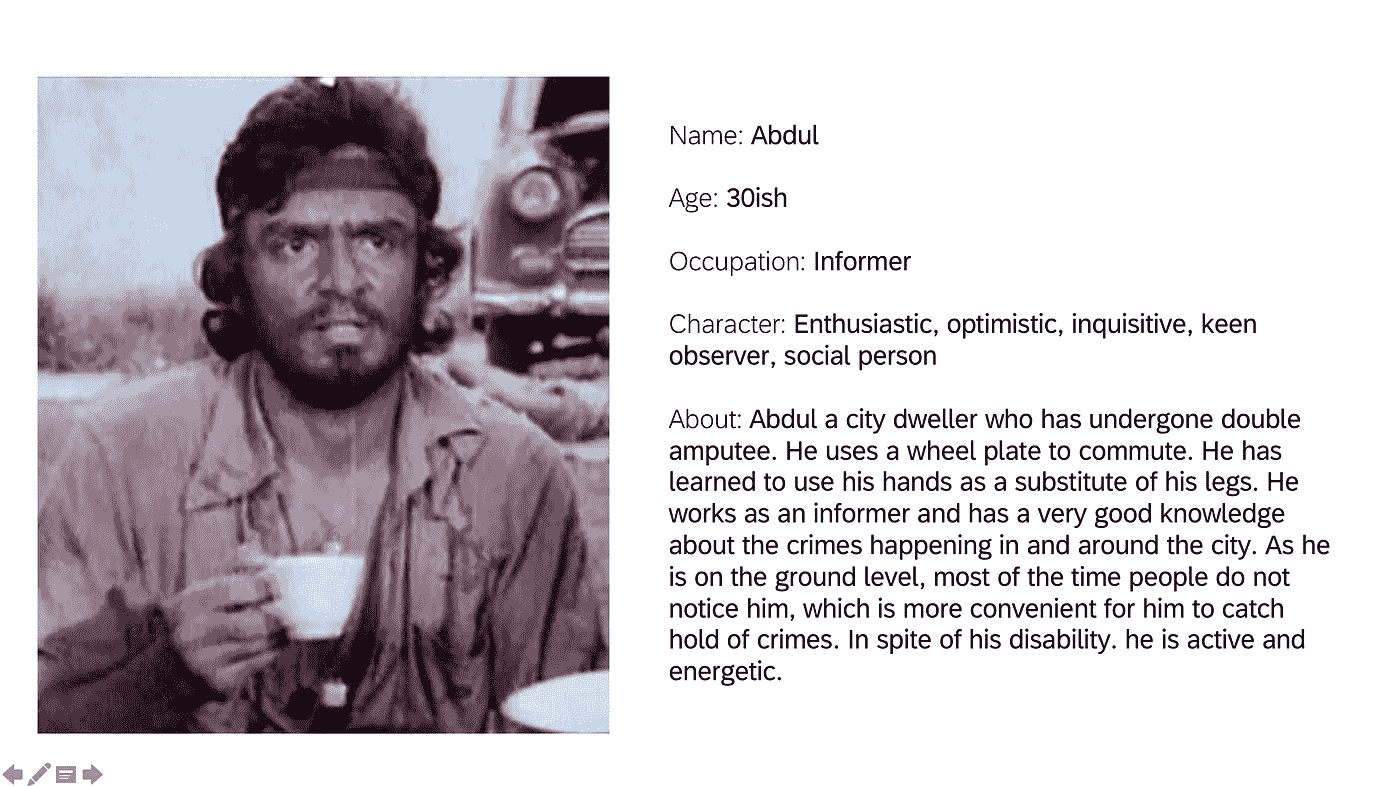 Name: Abdul
Age: 30ish
Occupation: Informer
Character: Enthusiastic, optimistic, inquisitive, keen
observer, social person
About: Abdul a city dweller who has undergone double
amputee. He uses a wheel plate to commute. He has
learned to use his hands as a substitute of his legs. He
works as an informer and has a very good knowledge
about the crimes happening in and around the city. As he
is on the ground level, most of the time people do not
notice him, which is more convenient for him to catch
hold of crimes. In spite of his disability. he is active and
energetic.